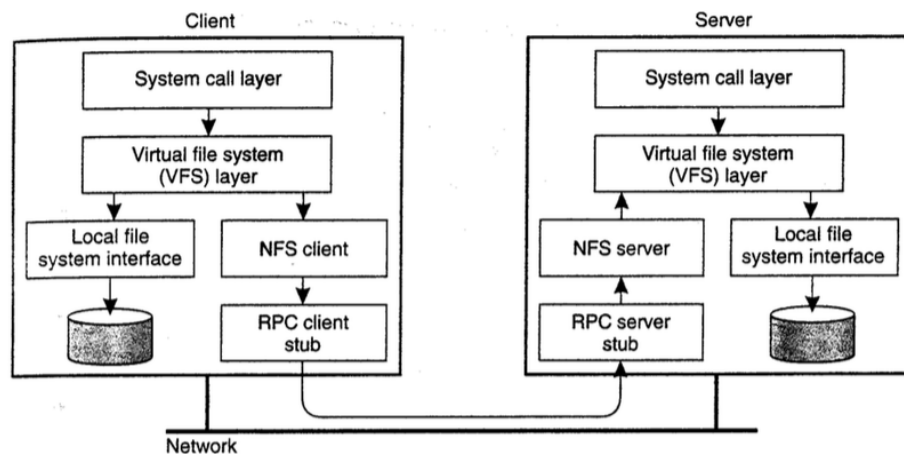 Client
Server
System call layer
System call layer
Virtual file system
(VFS) layer
Virtual file system
(VFS) layer
Local file
system interface
NFS client
NFS server
Local file
system interface
RPC client
stub
RPC server
stub
Network